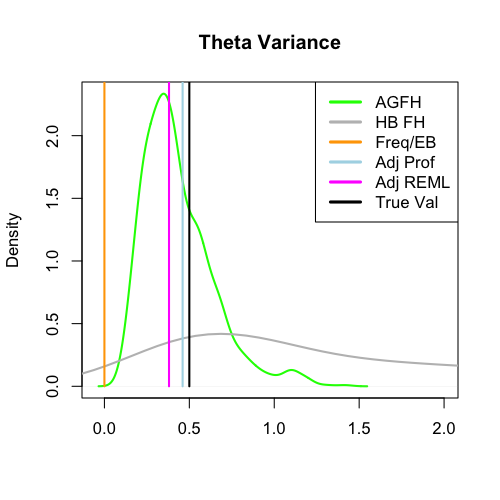 Theta Variance
AGFH
HB FH
Freq/EB
Adj Prof
Adj REML
True Val
Density
0.0
0.5
1.0
1.5
2.0
0.0
0.5
1.0
1.5
2.0